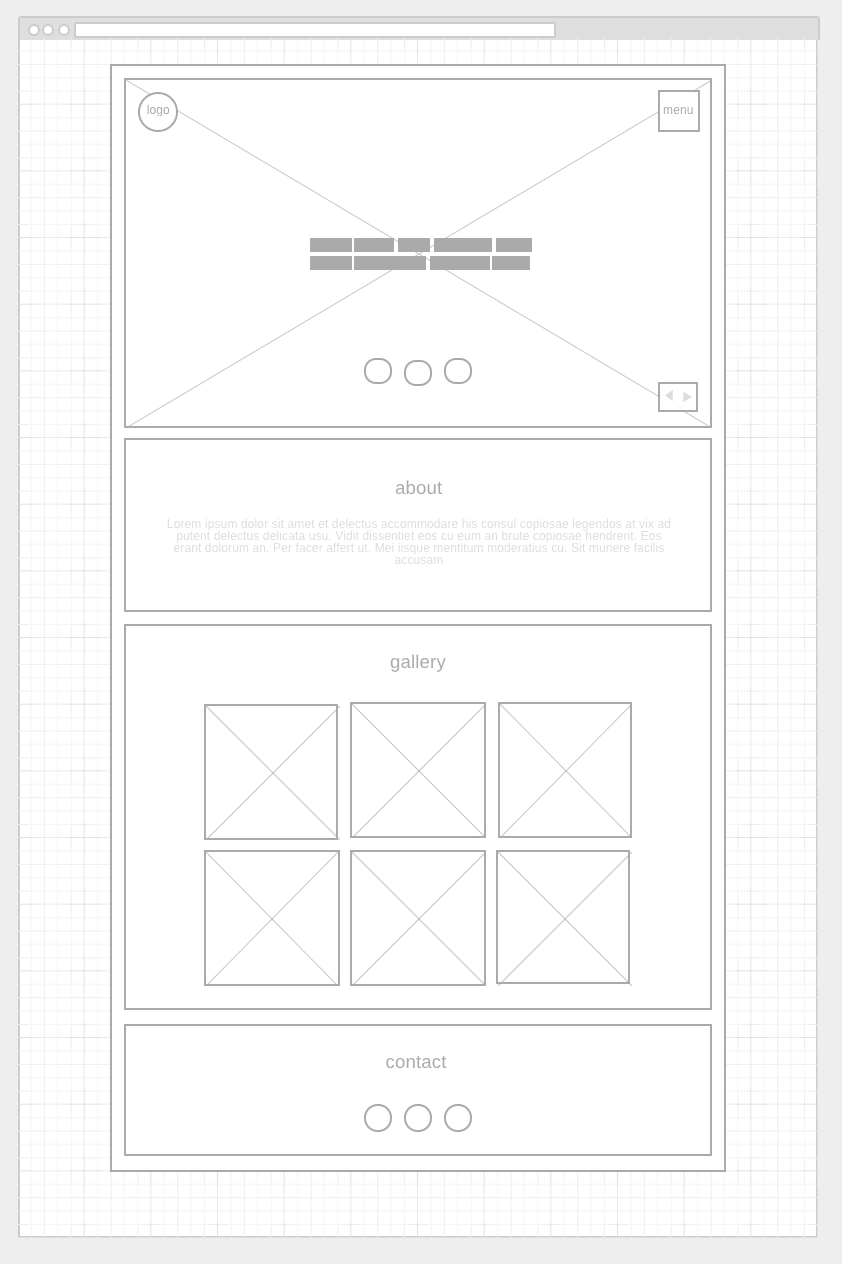 logo
menu
about
Lorem ipsum dolor sit amet et delectus accommodare his consul copiosae legendos at vix ad
putent delectus delicata usu. Vidit dissentiet eos cu eum an brute copiosae hendrerit. Eos
erant dolorum an. Per facer affert ut. Mei iisque mentitum moderatius cu. Sit munere facilis
accusam
gallery
contact